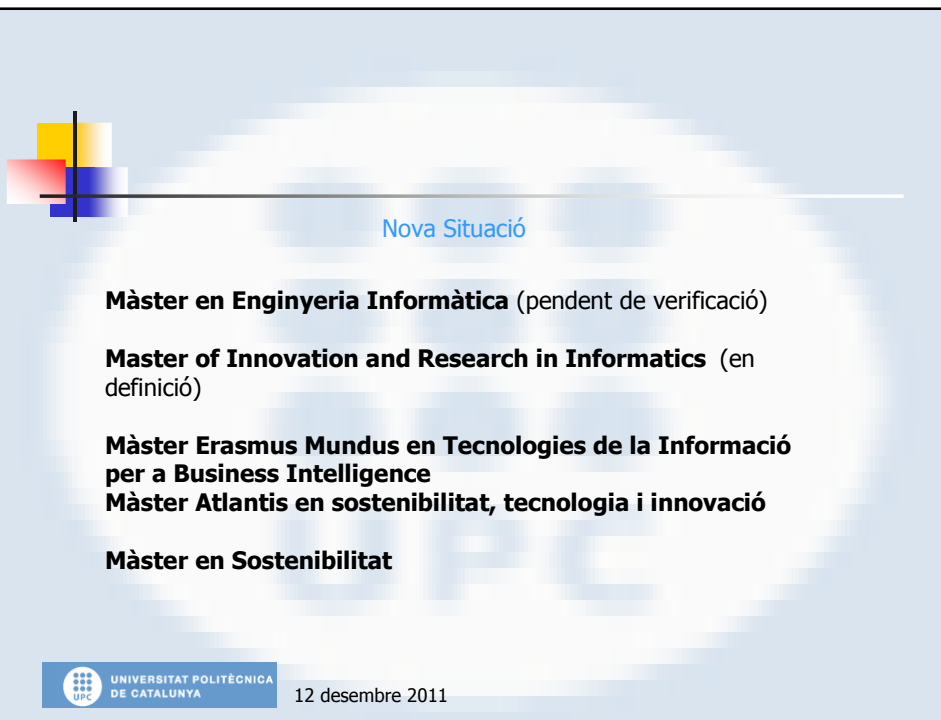 Nova Situació
Màster en Enginyeria Informàtica (pendent de verificació)
Master of Innovation and Research in Informatics (en
definició)
Màster Erasmus Mundus en Tecnologies de la Informació
per a Business Intelligence
Màster Atlantis en sostenibilitat, tecnologia i innovació
Màster en Sostenibilitat
UPC
UPC
UNIVERSITAT POLITÈCNICA
DE CATALUNYA
12 desembre 2011